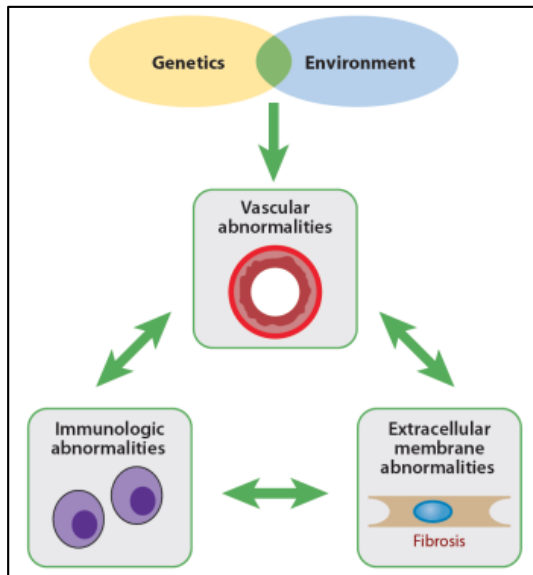 Genetics
Environment
Vascular
abnormalities
Immunologic
abnormalities
Extracellular
membrane
abnormalities
Fibrosis